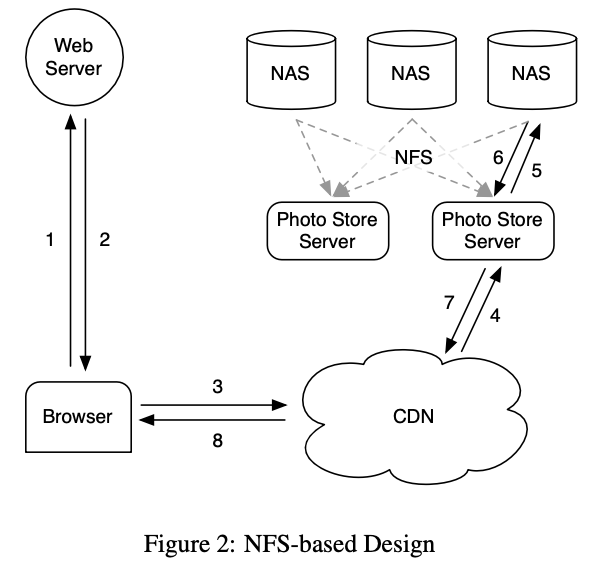 Web
Server
NAS
NAS
NAS
NFS
6
5
Photo Store
Server
Photo Store
Server
1
2
7
4
3
Browser
CDN
8
Figure 2: NFS-based Design